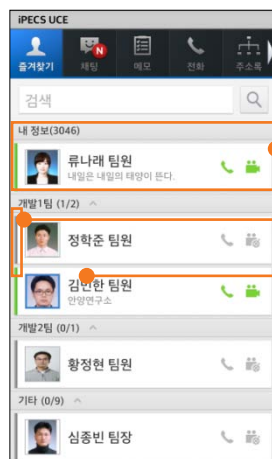 iPECS UCE
즐겨찾기
채팅
N
메모
전화
주소록
검색
내 정보(3046)
류나래 팀원
내일은 내일의 태양이 뜬다.
개발1팀 (1/2)
정학준 팀원
김민한 팀원
안양연구소
개발2팀 (0/1)
황정현 팀원
기타 (0/9)
심종빈 팀장